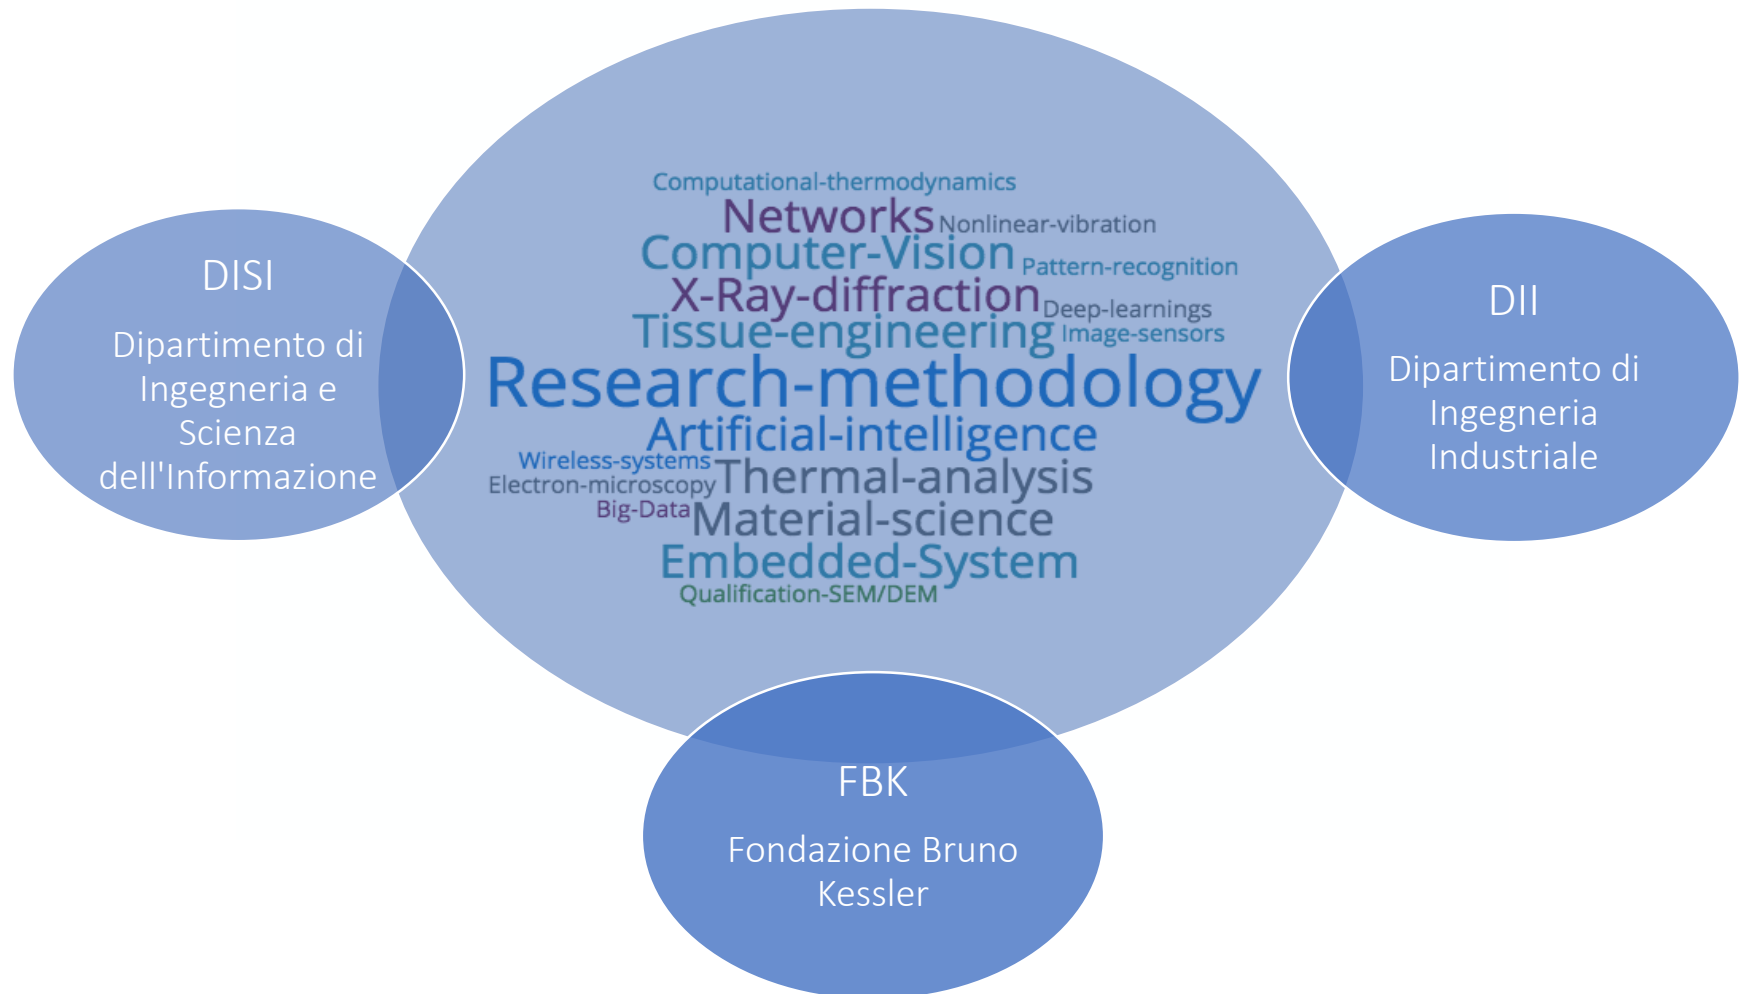 Computational-thermodynamics
Networks Nonlinear-vibration
Computer-Vision Pattern-recognition
X-Ray-diffraction Deep-learnings
Tissue-engineering Image-sensors
Research-methodology
Artificial-intelligence
Wireless-systems
Electron-microscopy Thermal-analysis
Big-Data Material-science
Embedded-System
Qualification-SEM/DEM
DISI
Dipartimento di
Ingegneria e
Scienza
dell'Informazione
DII
Dipartimento di
Ingegneria
Industriale
FBK
Fondazione Bruno
Kessler